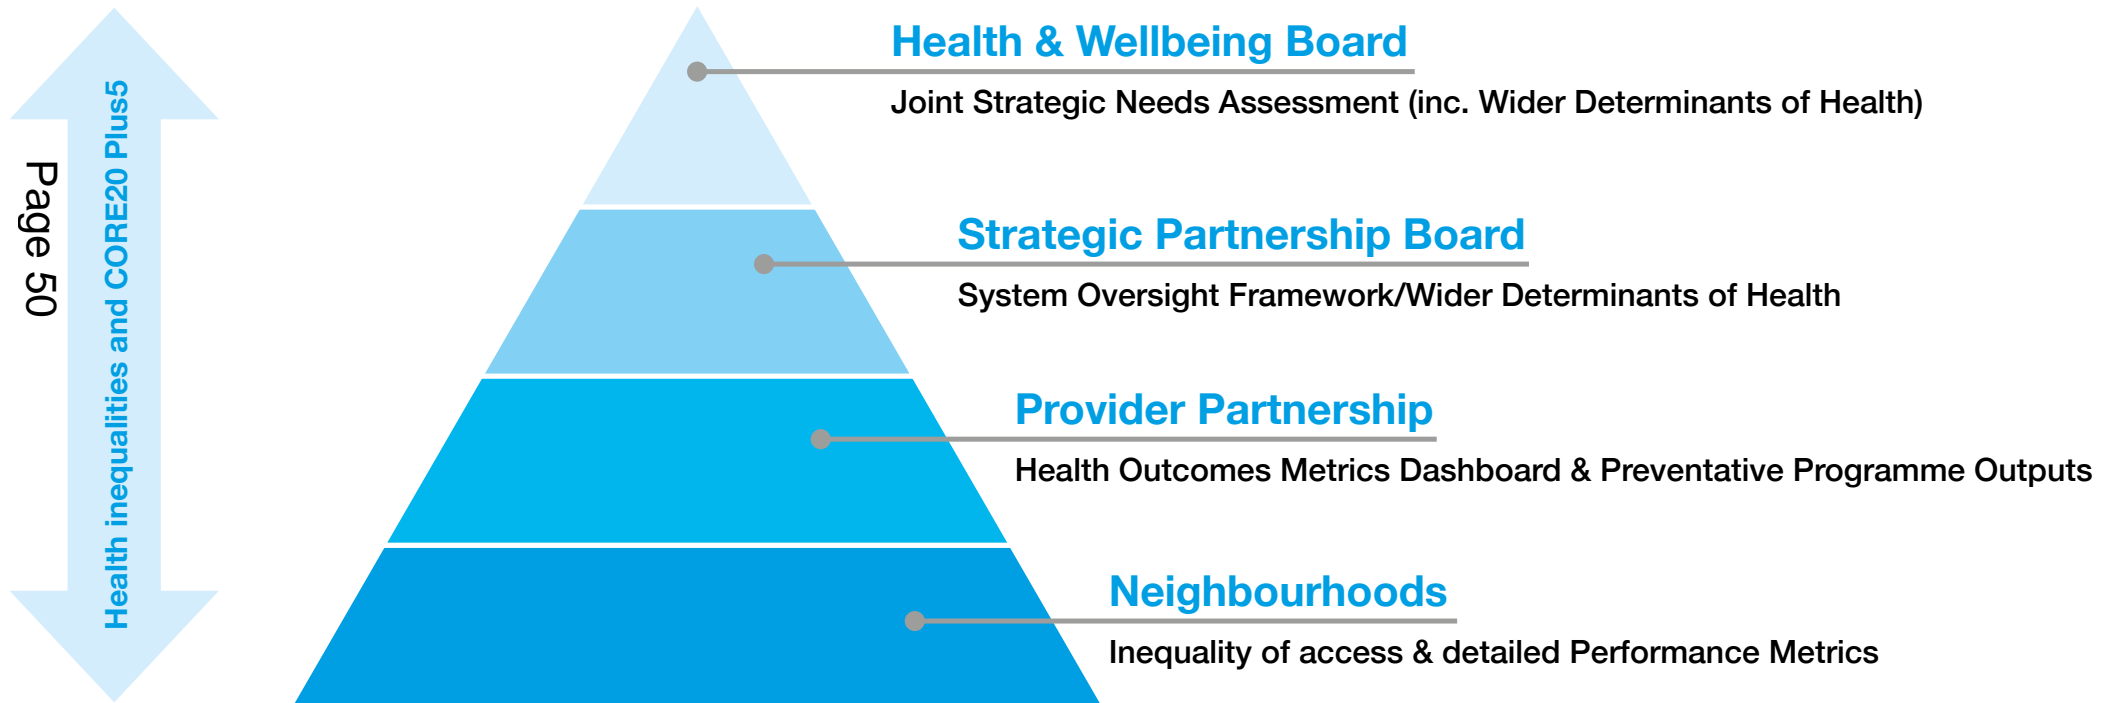 Page 50
Health inequalities and CORE20 Plus5
Health & Wellbeing Board
Joint Strategic Needs Assessment (inc. Wider Determinants of Health)
Strategic Partnership Board
System Oversight Framework/Wider Determinants of Health
Provider Partnership
Health Outcomes Metrics Dashboard & Preventative Programme Outputs
Neighbourhoods
Inequality of access & detailed Performance Metrics